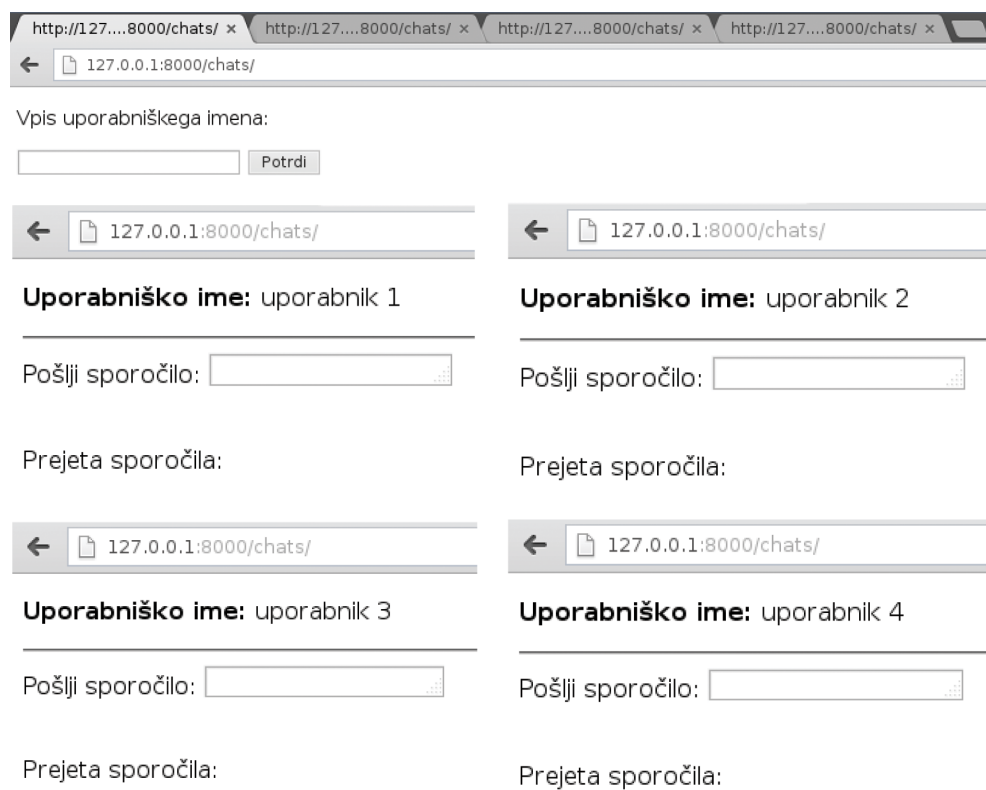 http://127....8000/chats/ × http://127....8000/chats/ × http://127....8000/chats/ × http://127....8000/chats/ ×
127.0.0.1:8000/chats/
Vpis uporabniškega imena:
Potrdi
127.0.0.1:8000/chats/
Uporabniško ime: uporabnik 1
Pošlji sporočilo:
Prejeta sporočila:
127.0.0.1:8000/chats/
Uporabniško ime: uporabnik 2
Pošlji sporočilo:
Prejeta sporočila:
127.0.0.1:8000/chats/
Uporabniško ime: uporabnik 3
Pošlji sporočilo:
Prejeta sporočila:
127.0.0.1:8000/chats/
Uporabniško ime: uporabnik 4
Pošlji sporočilo:
Prejeta sporočila: